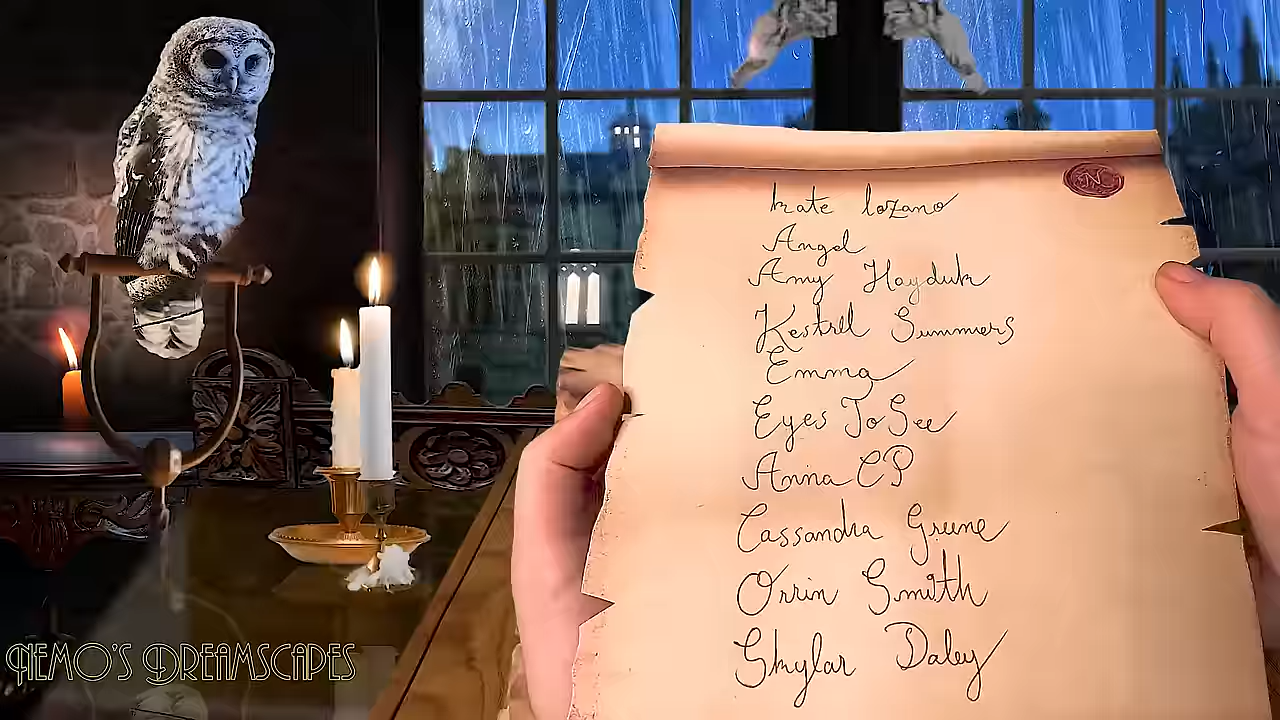 kate lozano
Angel
Amy Hayduk
Kestrel Summers
Emma
Eyes To See
Anna CP
Cassandra Greene
Orrin Smith
Skylar Daley
NEMO'S DREAMSCAPES